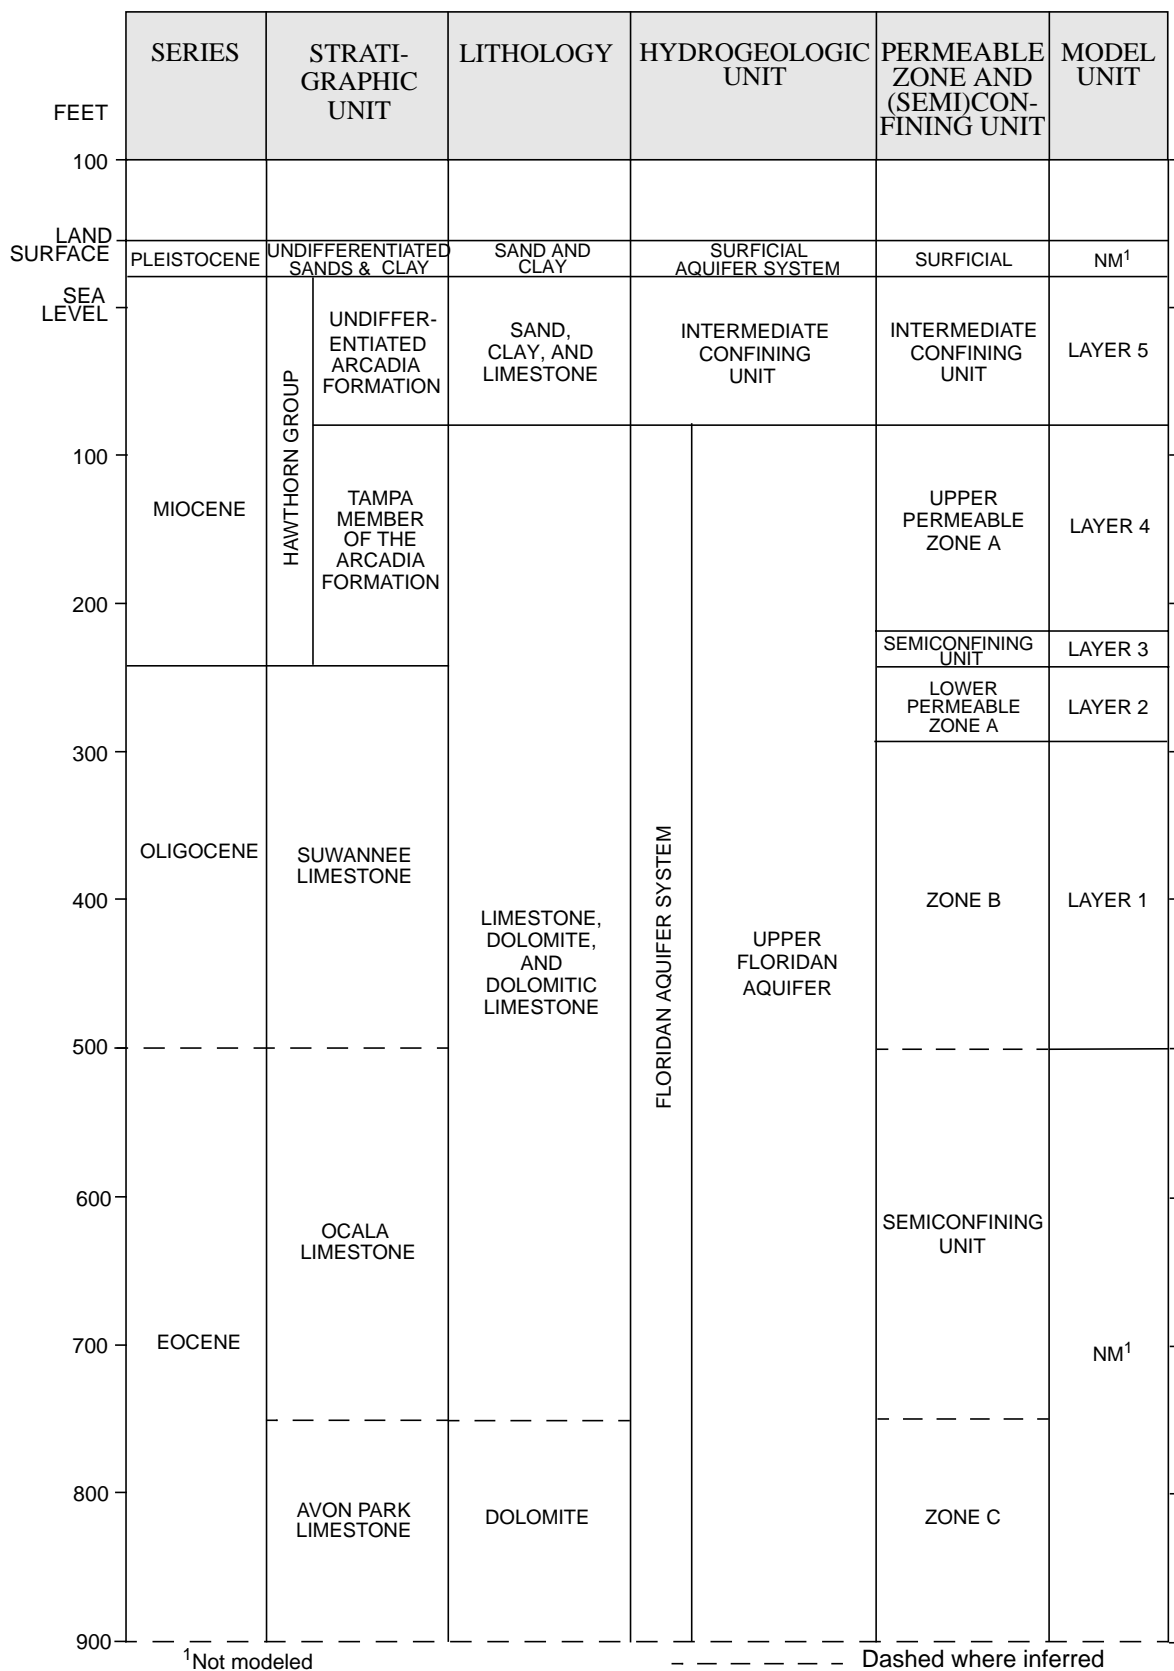 SERIES
STRATI-
GRAPHIC
UNIT
LITHOLOGY
HYDROGEOLOGIC
UNIT
PERMEABLE
ZONE AND
(SEMI)CON-
FINING UNIT
MODEL
UNIT
FEET
100
LAND
SURFACE
PLEISTOCENE
UNDIFFERENTIATED
SANDS & CLAY
SAND AND
CLAY
SURFICIAL
AQUIFER SYSTEM
SURFICIAL
NM1
SEA
LEVEL
MIOCENE
HAWTHORN GROUP
UNDIFFER-
ENTIATED
ARCADIA
FORMATION
SAND,
CLAY, AND
LIMESTONE
INTERMEDIATE
CONFINING
UNIT
INTERMEDIATE
CONFINING
UNIT
LAYER 5
100
TAMPA
MEMBER
OF THE
ARCADIA
FORMATION
UPPER
PERMEABLE
ZONE A
LAYER 4
200
SEMICONFINING
UNIT
LAYER 3
LOWER
PERMEABLE
ZONE A
LAYER 2
300
OLIGOCENE
SUWANNEE
LIMESTONE
LIMESTONE,
DOLOMITE,
AND
DOLOMITIC
LIMESTONE
FLORIDAN AQUIFER SYSTEM
UPPER
FLORIDAN
AQUIFER
ZONE B
LAYER 1
400
500
600
OCALA
LIMESTONE
SEMICONFINING
UNIT
EOCENE
700
NM1
800
AVON PARK
LIMESTONE
DOLOMITE
ZONE C
900
1Not modeled
Dashed where inferred